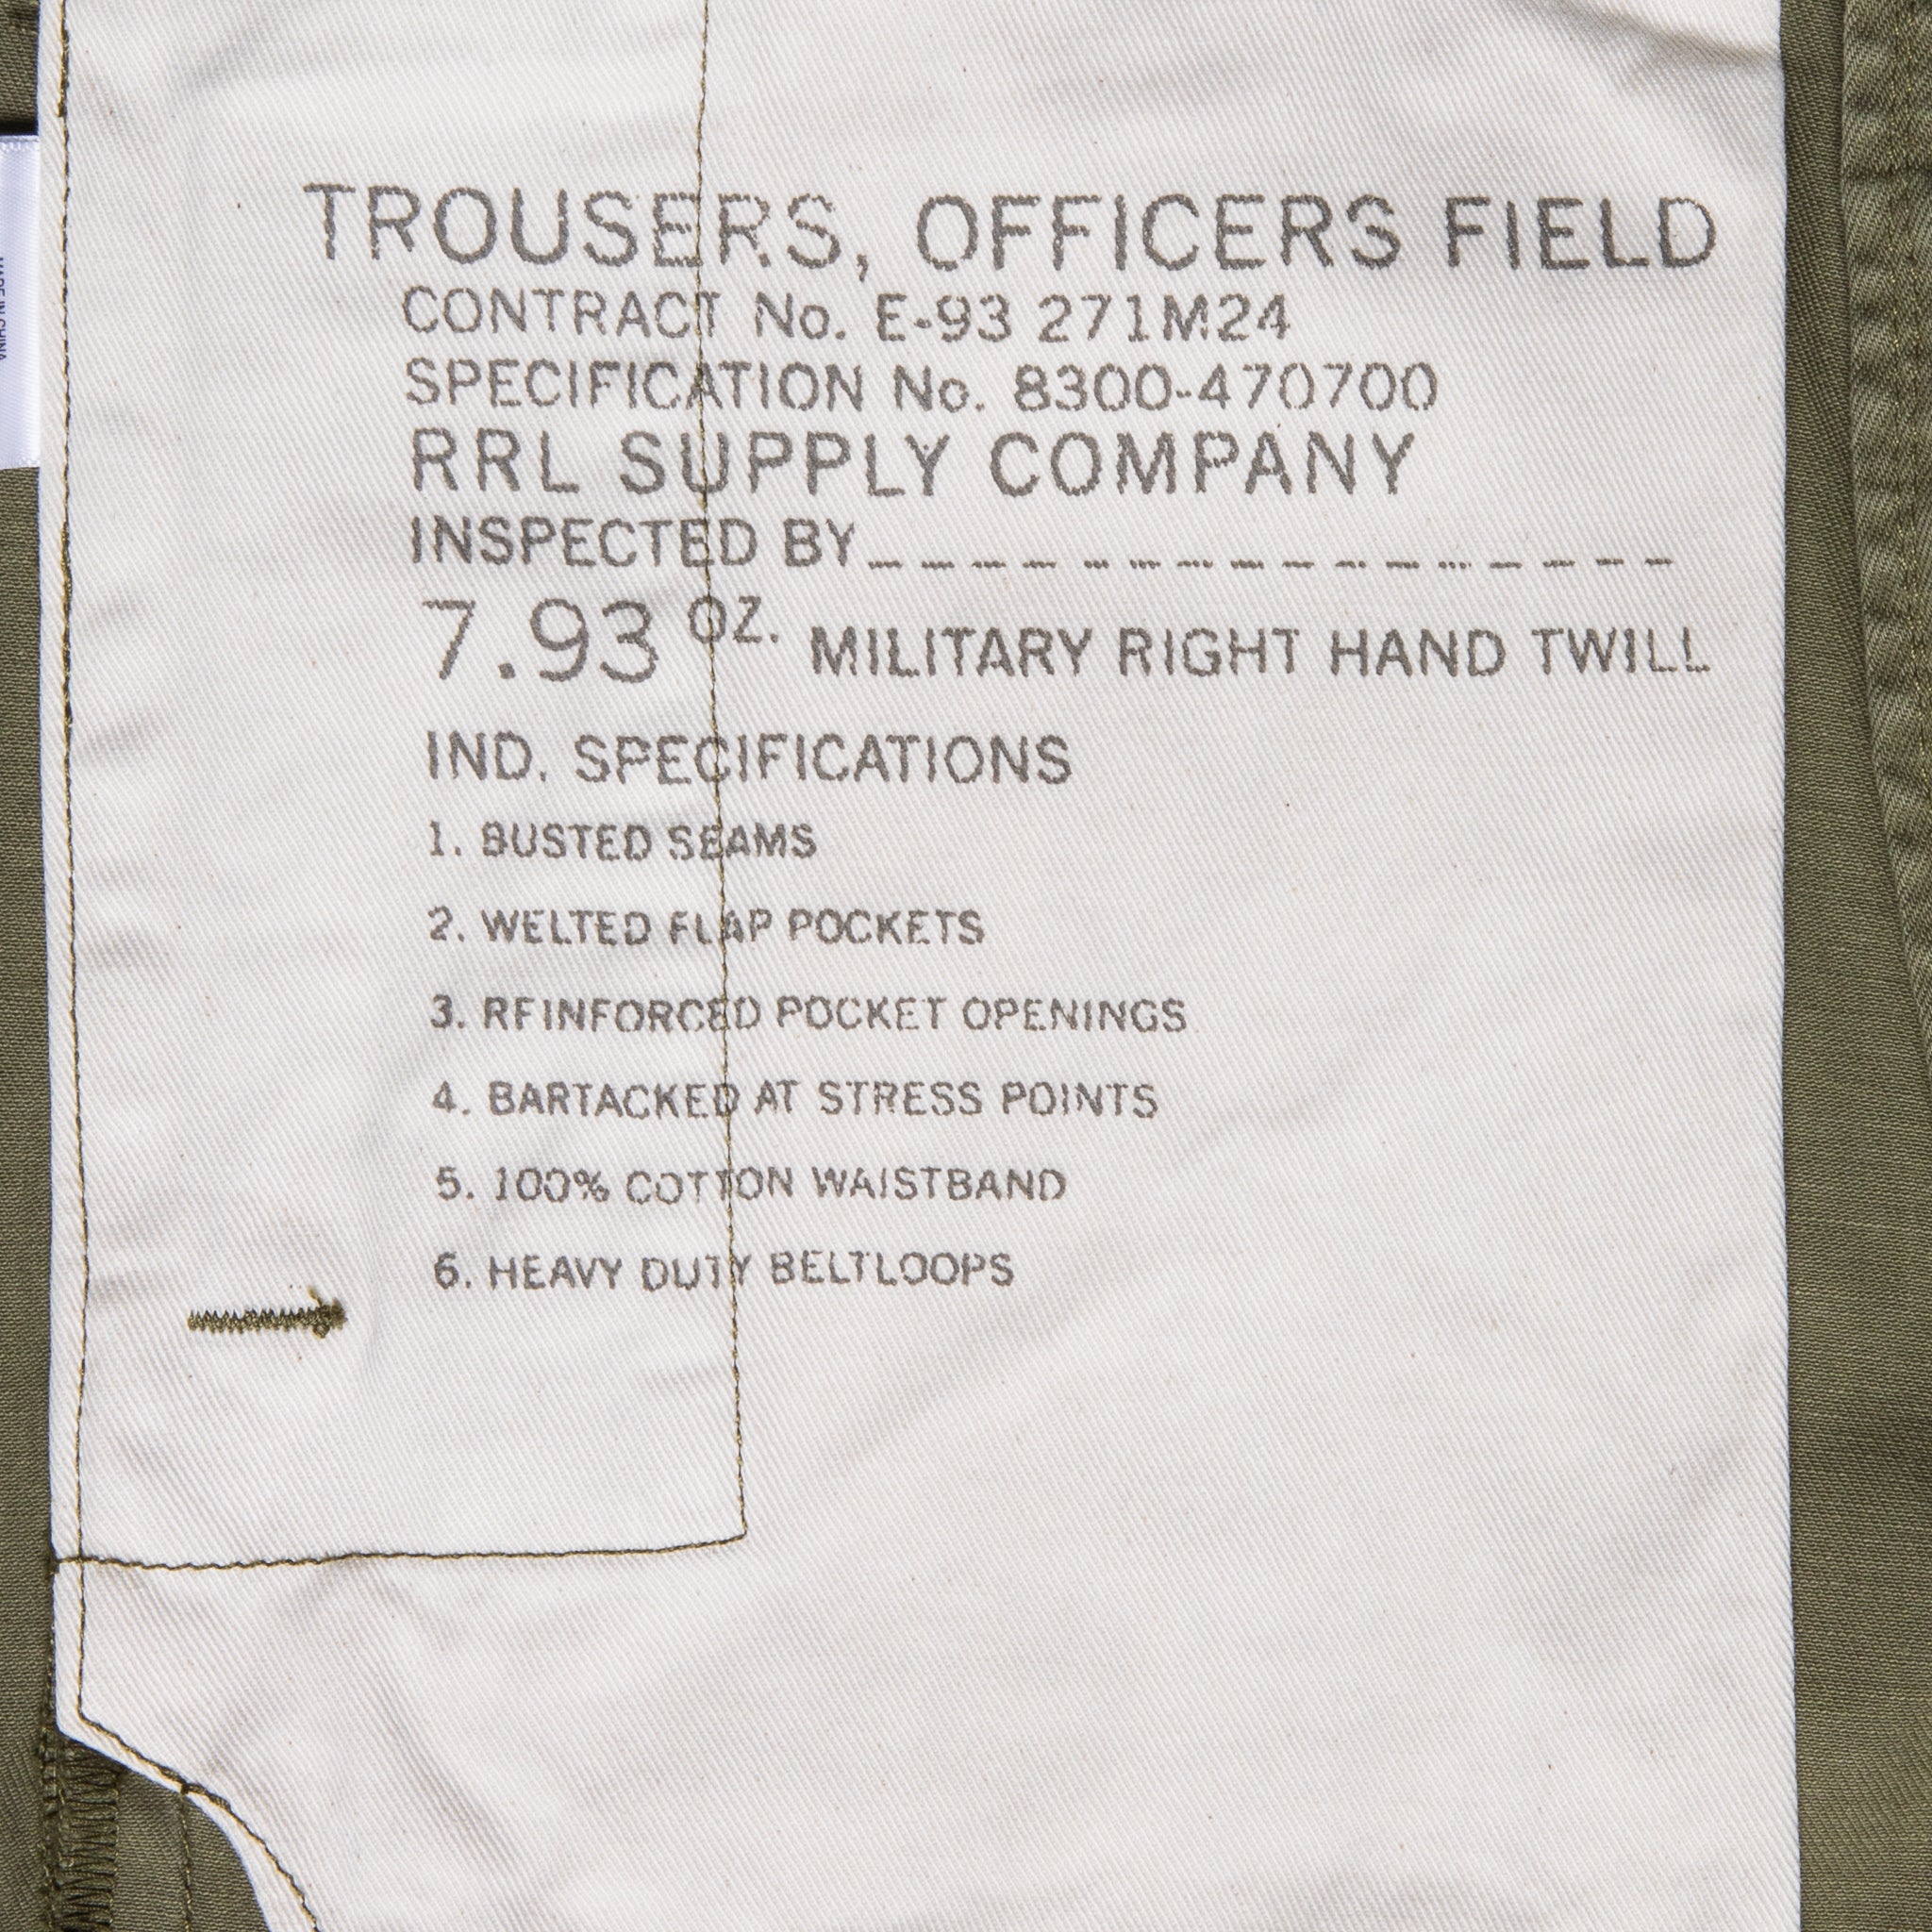 TROUSERS, OFFICERS FIELD
CONTRACT No. E-93 271M24
SPECIFICATION No. 8300-470700
RRL SUPPLY COMPANY
INSPECTED BY_ _ _ _ _ _ _ _ _ _ _ _ _ _ _ _
7.93 OZ. MILITARY RIGHT HAND TWILL
IND. SPECIFICATIONS
1. BUSTED SEAMS
2. WELTED FLAP POCKETS
3. REINFORCED POCKET OPENINGS
4. BARTACKED AT STRESS POINTS
5. 100% COTTON WAISTBAND
6. HEAVY DUTY BELTLOOPS
MADE IN CHINA